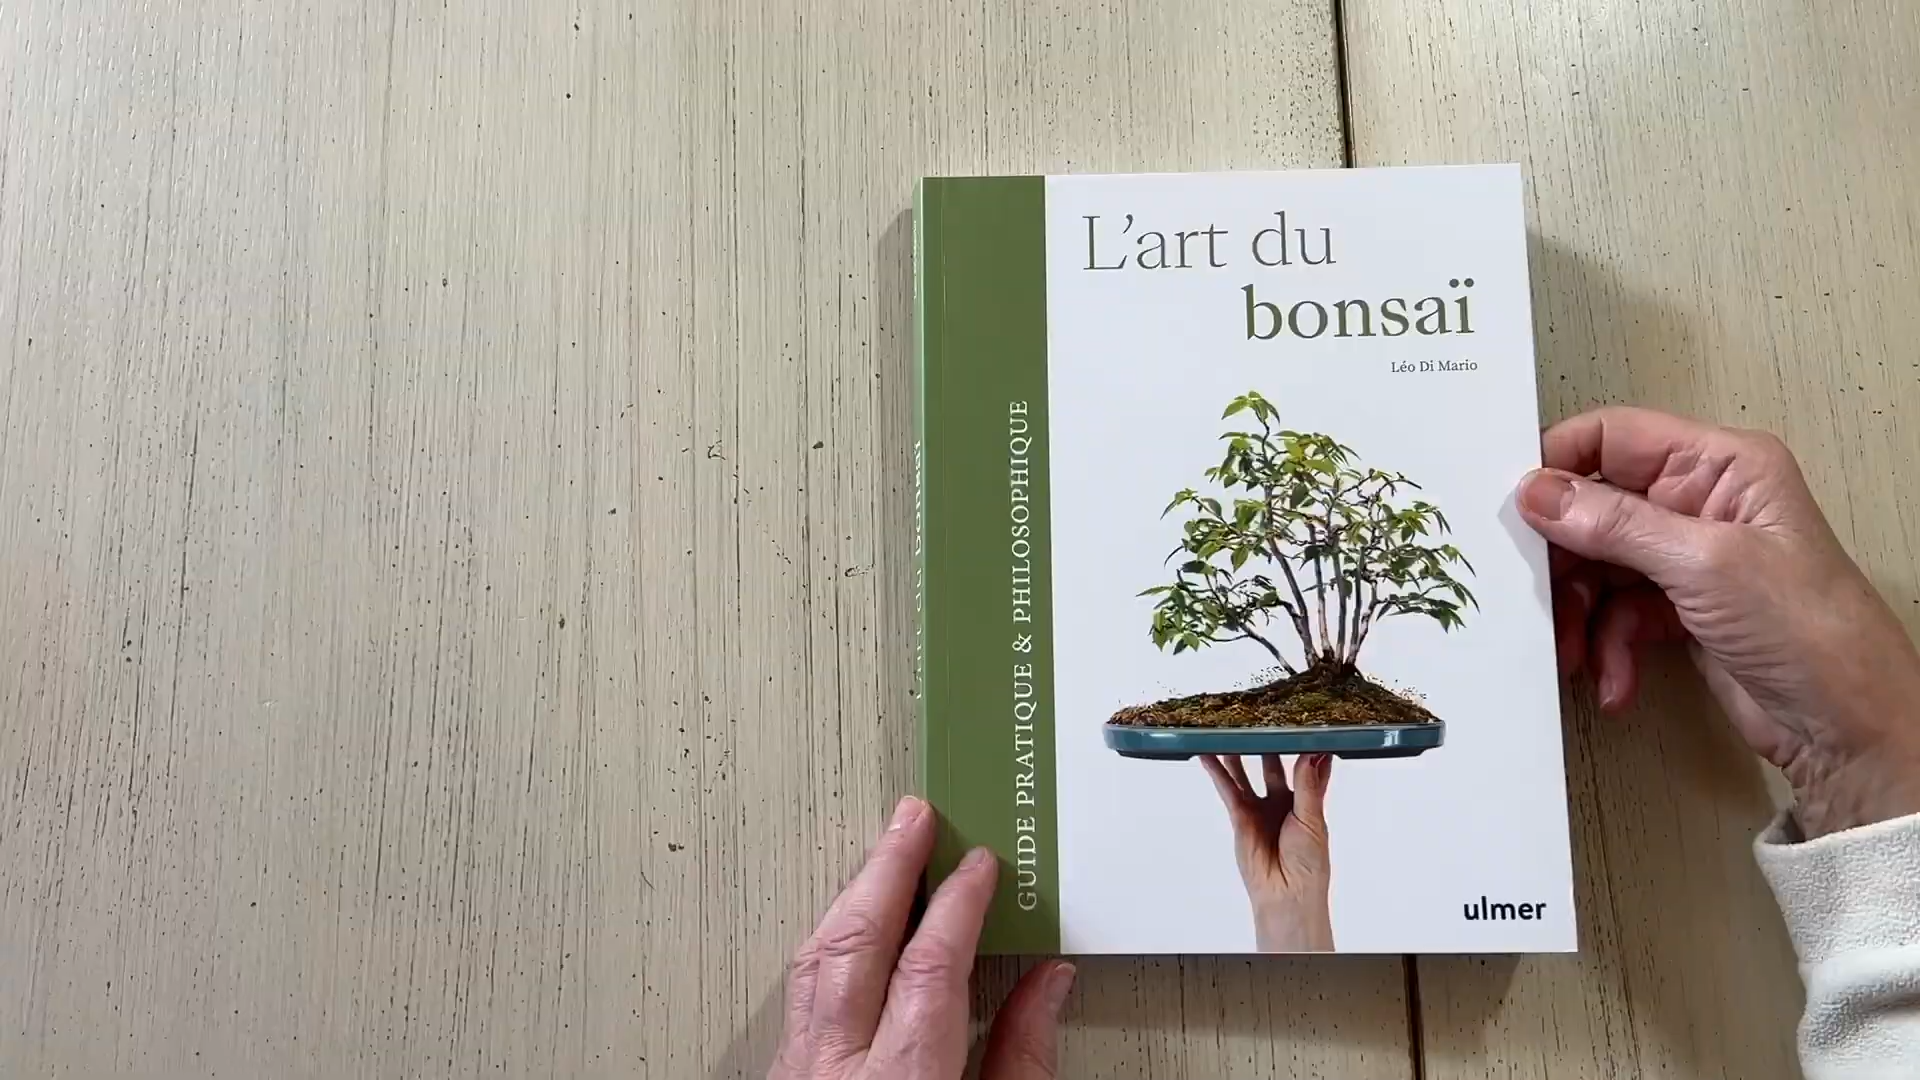 L'art du
bonsaï
Léo Di Mario
GUIDE PRATIQUE & PHILOSOPHIQUE
ulmer